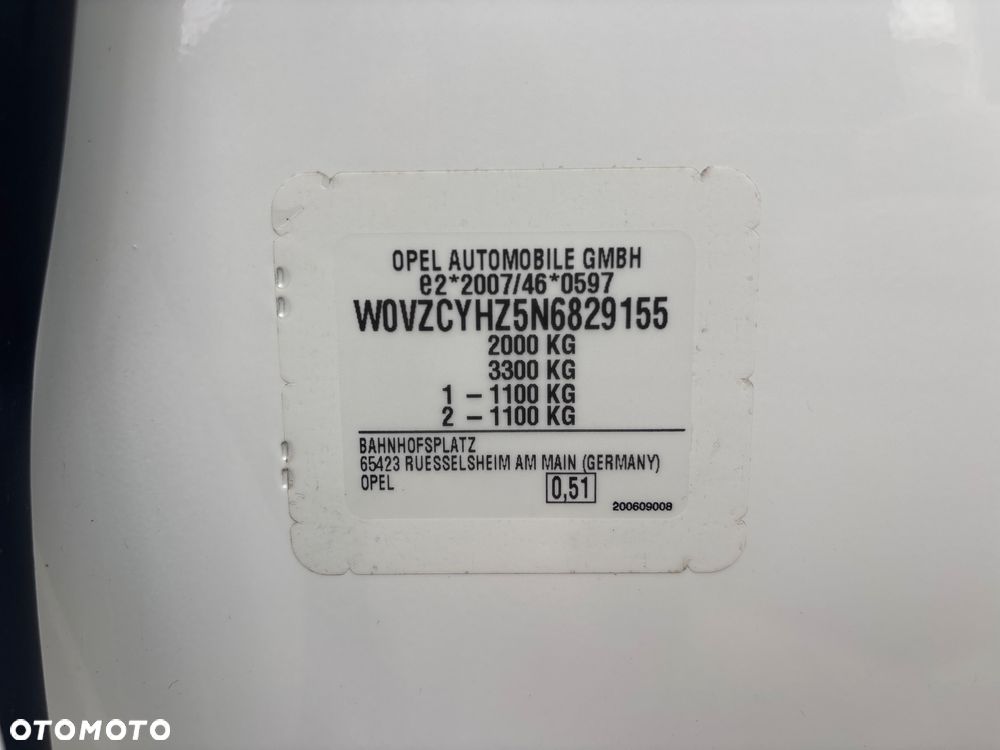 OPEL AUTOMOBILE GMBH
e2*2007/46*0597
W0VZCYHZ5N6829155
2000 KG
3300 KG
1 – 1100 KG
2 – 1100 KG
BAHNHOFSPLATZ
65423 RUESSELSHEIM AM MAIN (GERMANY)
OPEL 0,51
200609008
OTOMOTO